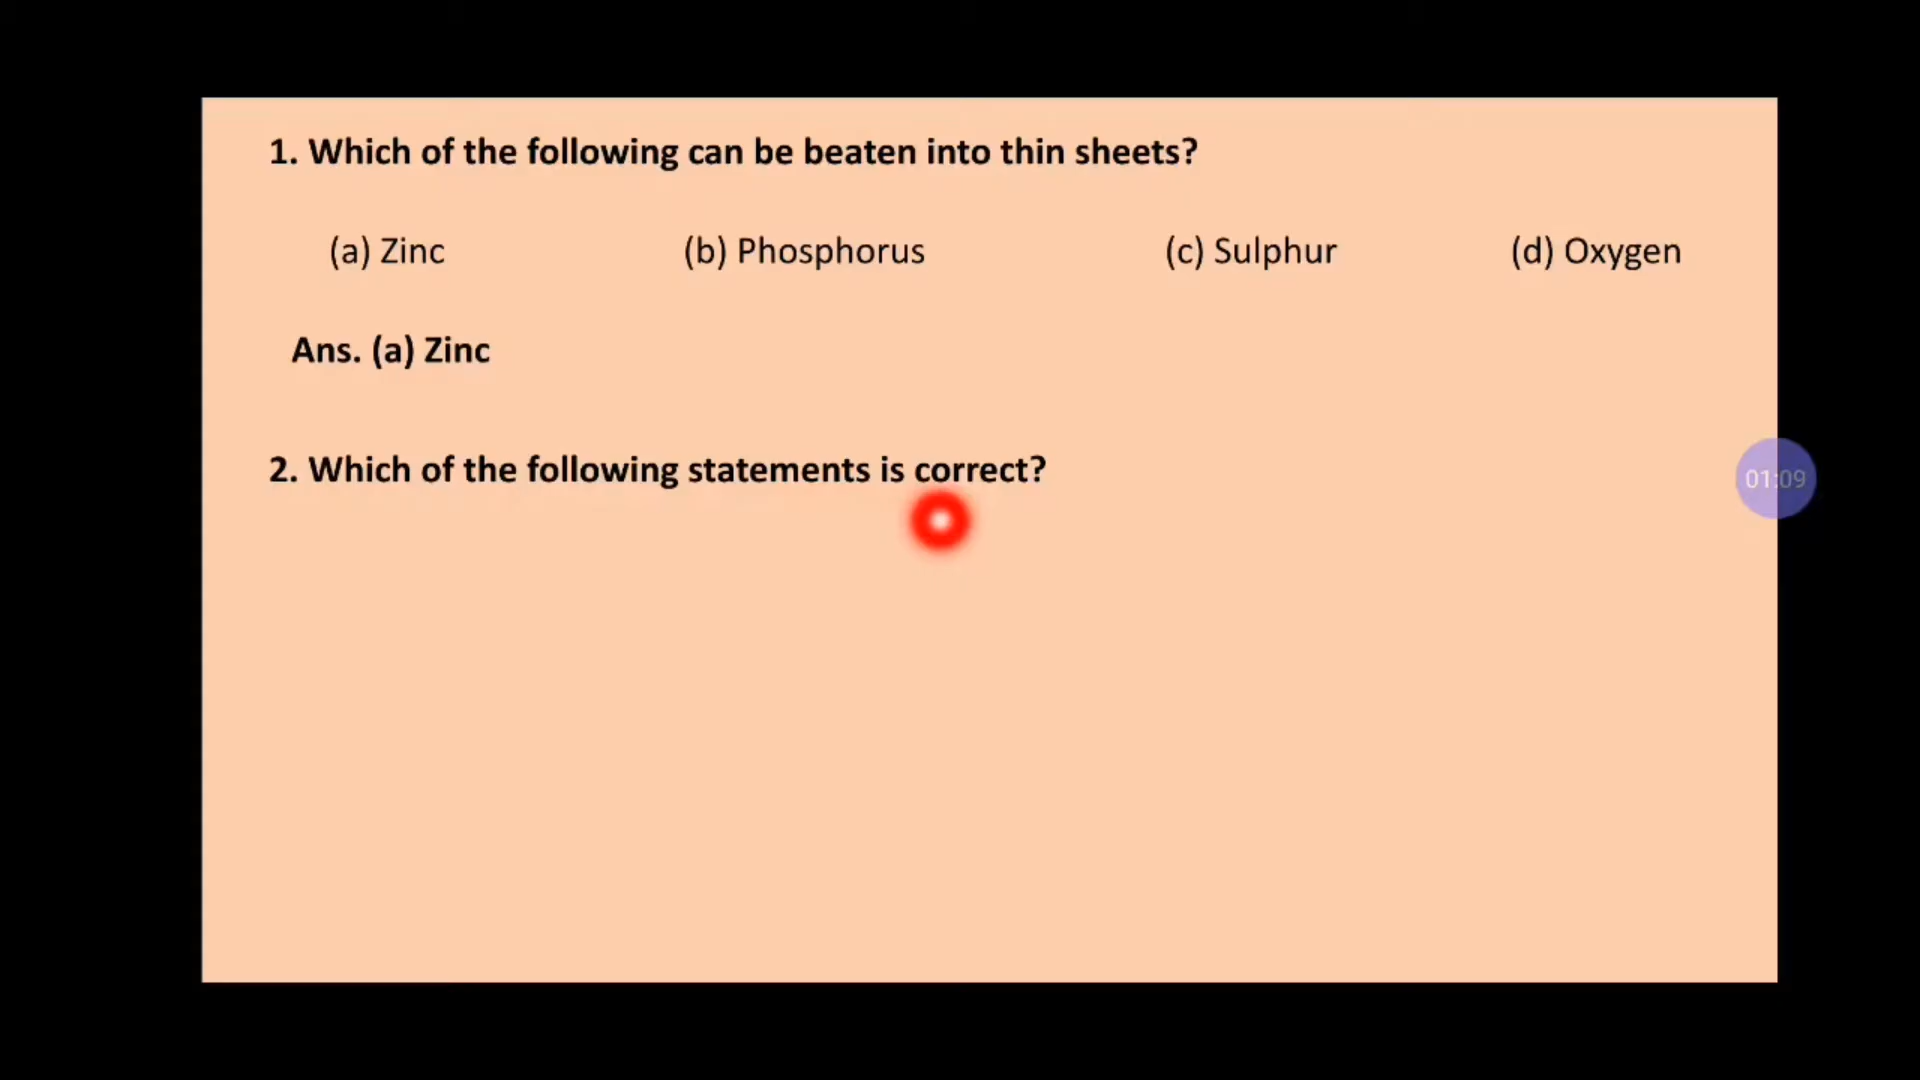 1. Which of the following can be beaten into thin sheets?
(a) Zinc (b) Phosphorus (c) Sulphur (d) Oxygen
Ans. (a) Zinc
2. Which of the following statements is correct?
01:09